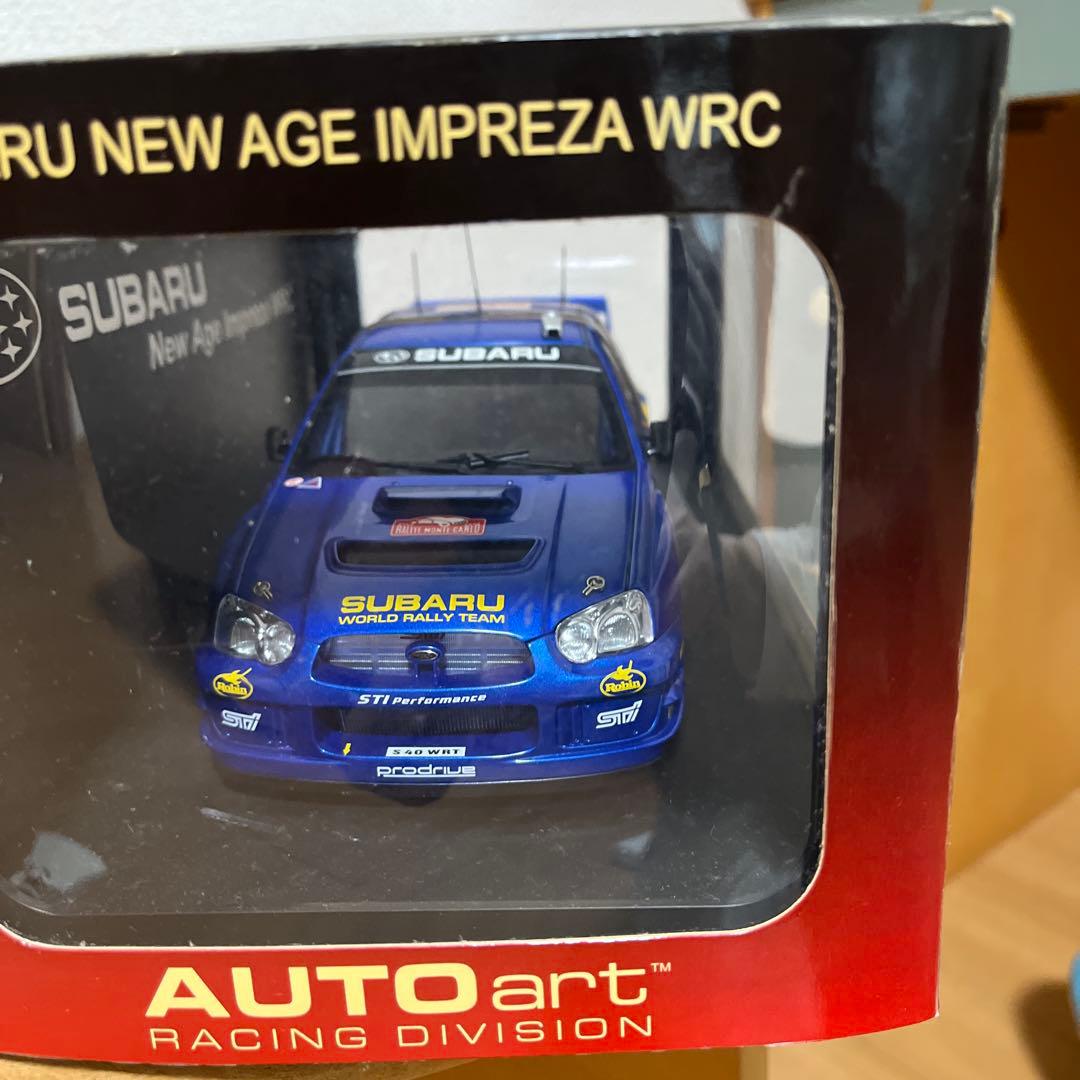 RU NEW AGE IMPREZA WRC
SUBARU
New Age Impreza WRC
SUBARU
RALLYE MONTE CARLO
SUBARU
WORLD RALLY TEAM
Robin
Robin
STI Performance
STi
STi
S 40 WRT
prodrive
AUTOart™
RACING DIVISION